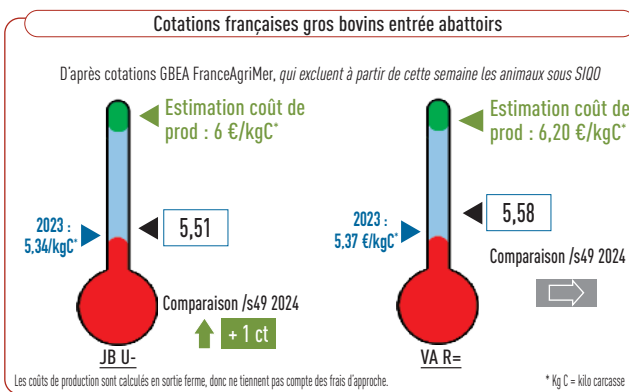 Cotations françaises gros bovins entrée abattoirs
D'après cotations GBEA FranceAgriMer, qui excluent à partir de cette semaine les animaux sous SIQO
Estimation coût de
prod : 6 €/kgC*
2023 :
5,34/kgC*
5,51
Comparaison /s49 2024
+ 1 ct
JB U-
Estimation coût de
prod : 6,20 €/kgC*
2023 :
5,37 €/kgC*
5,58
Comparaison /s49 2024
VA R=
Les coûts de production sont calculés en sortie ferme, donc ne tiennent pas compte des frais d'approche.
* Kg C = kilo carcasse